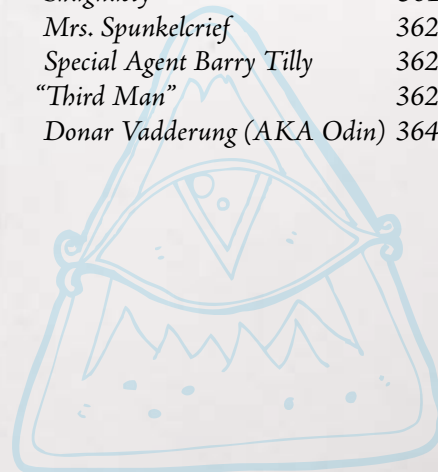 Mrs. Spunkelcrief 362
Special Agent Barry Tilly 362
“Third Man” 362
Donar Vadderung (AKA Odin) 364